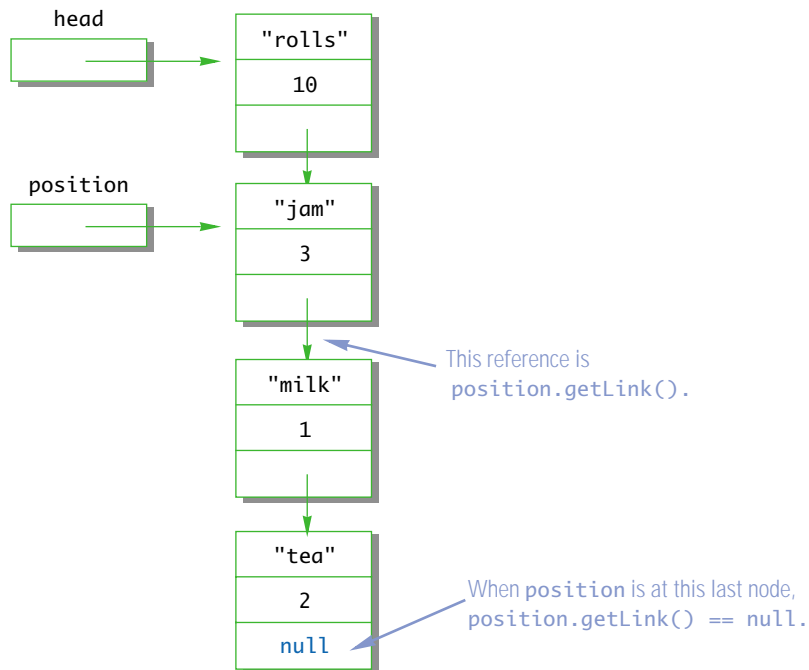 head
"rolls"
10
position
"jam"
3
This reference is
position.getLink().
"milk"
1
"tea"
2
null
When position is at this last node,
position.getLink() == null.